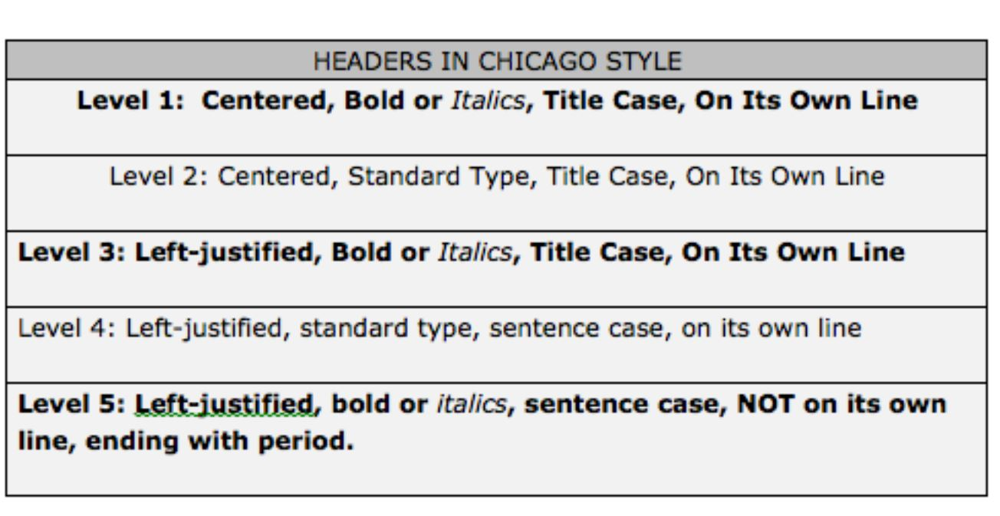 HEADERS IN CHICAGO STYLE
Level 1:  Centered, Bold or Italics, Title Case, On Its Own Line
Level 2: Centered, Standard Type, Title Case, On Its Own Line
Level 3: Left-justified, Bold or Italics, Title Case, On Its Own Line
Level 4: Left-justified, standard type, sentence case, on its own line
Level 5: Left-justified, bold or italics, sentence case, NOT on its own
line, ending with period.